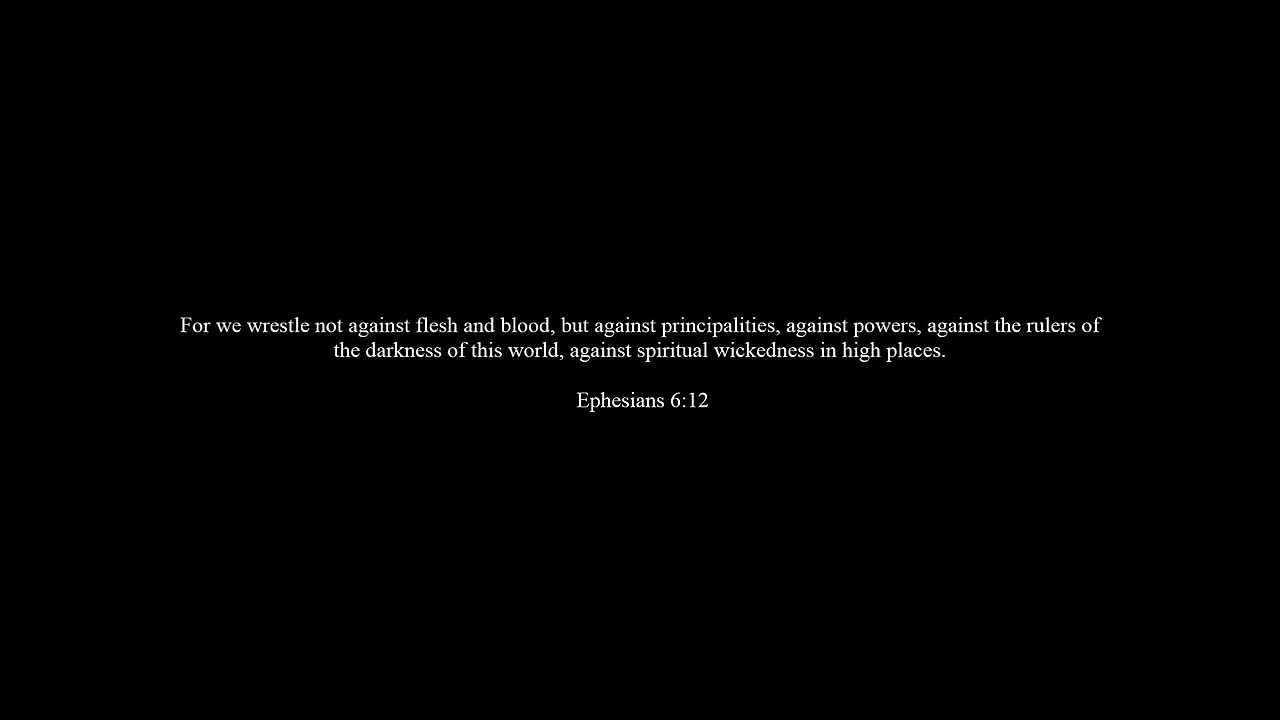 For we wrestle not against flesh and blood, but against principalities, against powers, against the rulers of
the darkness of this world, against spiritual wickedness in high places.
Ephesians 6:12